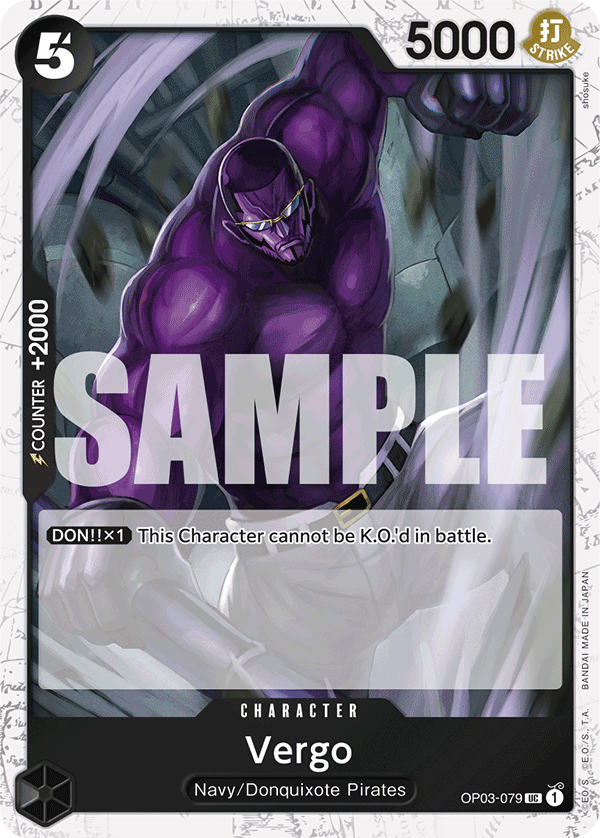 5
5000
打
STRIKE
shosuke
COUNTER +2000
SAMPLE
DON!!×1 This Character cannot be K.O.'d in battle.
BANDAI MADE IN JAPAN
©E.O./S. ©E.O./S., T.A.
CHARACTER
Vergo
Navy/Donquixote Pirates
OP03-079 UC 1